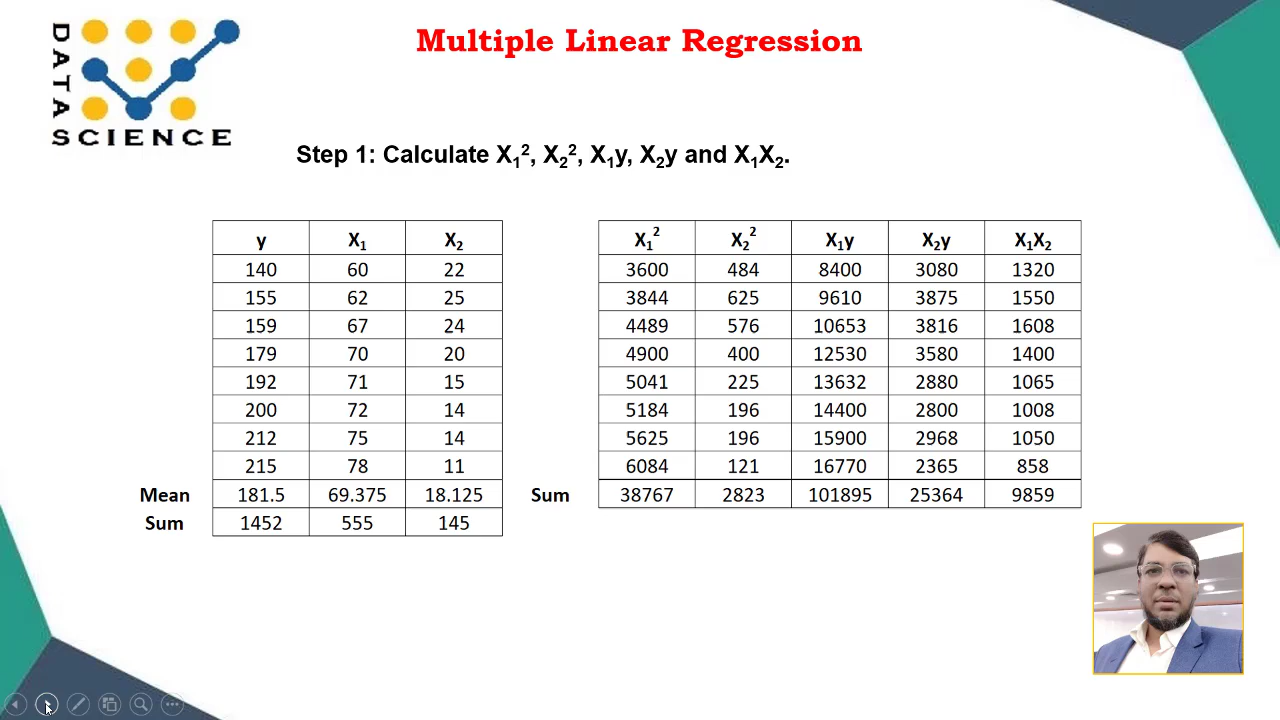 DATA
SCIENCE
Multiple Linear Regression
Step 1: Calculate X₁², X₂², X₁y, X₂y and X₁X₂.
y X₁ X₂
140 60 22
155 62 25
159 67 24
179 70 20
192 71 15
200 72 14
212 75 14
215 78 11
Mean 181.5 69.375 18.125
Sum 1452 555 145
X₁² X₂² X₁y X₂y X₁X₂
3600 484 8400 3080 1320
3844 625 9610 3875 1550
4489 576 10653 3816 1608
4900 400 12530 3580 1400
5041 225 13632 2880 1065
5184 196 14400 2800 1008
5625 196 15900 2968 1050
6084 121 16770 2365 858
Sum 38767 2823 101895 25364 9859